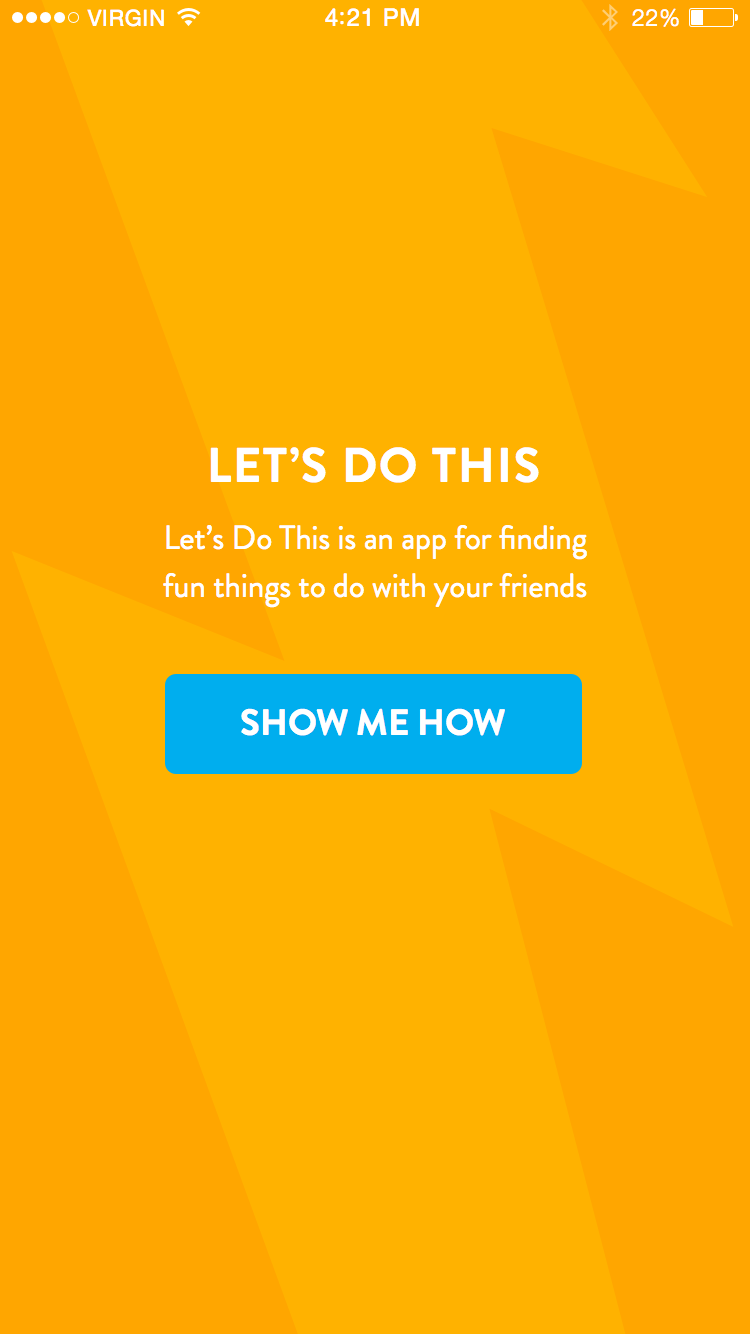 VIRGIN 4:21 PM 22%
LET’S DO THIS
Let’s Do This is an app for finding
fun things to do with your friends
SHOW ME HOW